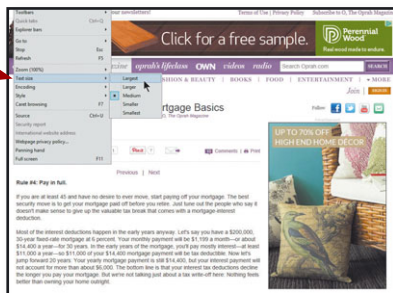 Toolbars
Quick tabs Ctrl+Q
Explorer bars
Go to
Stop Esc
Refresh F5
Zoom (100%)
Text size
Encoding
Style
Caret browsing F7
Source Ctrl+U
Security report
International website address
Webpage privacy policy...
Panning hand
Full screen F11
Largest
Larger
Medium
Smaller
Smallest
our newsletters!
Terms of Use | Privacy Policy Subscribe to O, The Oprah Magazine
Click for a free sample.
Perennial
Wood
Real wood made to endure.
oprah's lifeclass OWN videos radio
Search Oprah.com SEARCH
FASHION & BEAUTY | BOOKS | FOOD | ENTERTAINMENT
Join
rtgage Basics
O, The Oprah Magazine
Follow
Comments | Print
Previous | Next
UP TO 70% OFF
HIGH END HOME DÉCOR
Rule #4: Pay in full.
If you are at least 45 and have no desire to ever move, start paying off your mortgage. The best
security move is to get your mortgage paid off before you retire. Just tune out the people who say it
doesn't make sense to give up the valuable tax break that comes with a mortgage-interest
deduction.
Most of the interest deductions happen in the early years anyway. Let's say you have a $200,000,
30-year fixed-rate mortgage at 6 percent. Your monthly payment will be $1,199 a month—or about
$14,400 a year—for 30 years. In the early years of the mortgage, you'll pay mostly interest—at least
$11,000 a year—so $11,000 of your $14,400 mortgage payment will be tax deductible. Now let's
jump forward 20 years. Your yearly mortgage payment is still $14,400, but your interest payment will
not account for more than about $6,000. The bottom line is that your interest tax deductions decline
the longer you pay your mortgage. But we're not talking just about a tax write-off here. Nothing feels
better than owning your home outright.